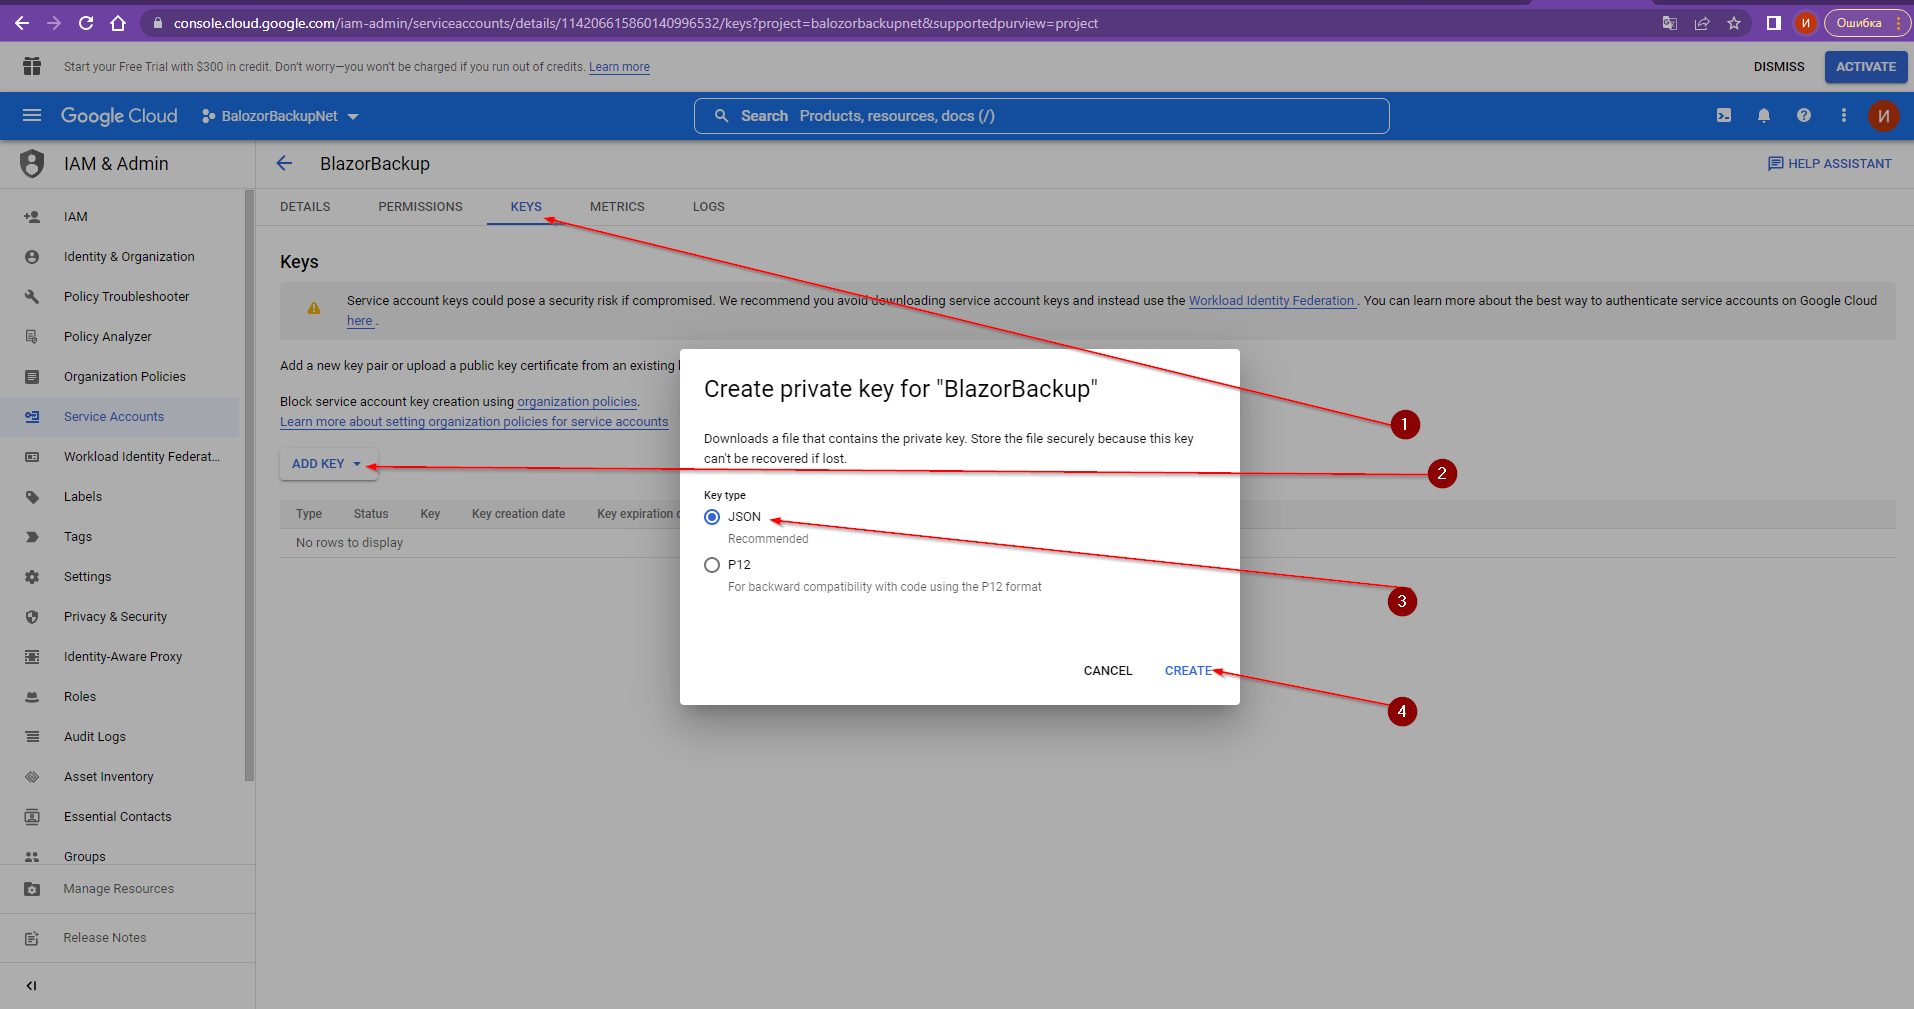 console.cloud.google.com/iam-admin/serviceaccounts/details/114206615860140996532/keys?project=balozorbackupnet&supportedpurview=project
И
Ошибка
Start your Free Trial with $300 in credit. Don't worry—you won't be charged if you run out of credits. Learn more
DISMISS
ACTIVATE
Google Cloud
BalozorBackupNet
Search Products, resources, docs (/)
И
IAM & Admin
BlazorBackup
HELP ASSISTANT
DETAILS
PERMISSIONS
KEYS
METRICS
LOGS
IAM
Identity & Organization
Policy Troubleshooter
Policy Analyzer
Organization Policies
Service Accounts
Workload Identity Federat...
Labels
Tags
Settings
Privacy & Security
Identity-Aware Proxy
Roles
Audit Logs
Asset Inventory
Essential Contacts
Groups
Manage Resources
Release Notes
Keys
Service account keys could pose a security risk if compromised. We recommend you avoid downloading service account keys and instead use the Workload Identity Federation . You can learn more about the best way to authenticate service accounts on Google Cloud
here .
Add a new key pair or upload a public key certificate from an existing
Block service account key creation using organization policies.
Learn more about setting organization policies for service accounts
ADD KEY
Type
Status
Key
Key creation date
Key expiration
No rows to display
Create private key for "BlazorBackup"
Downloads a file that contains the private key. Store the file securely because this key
can't be recovered if lost.
Key type
JSON
Recommended
P12
For backward compatibility with code using the P12 format
CANCEL
CREATE
1
2
3
4